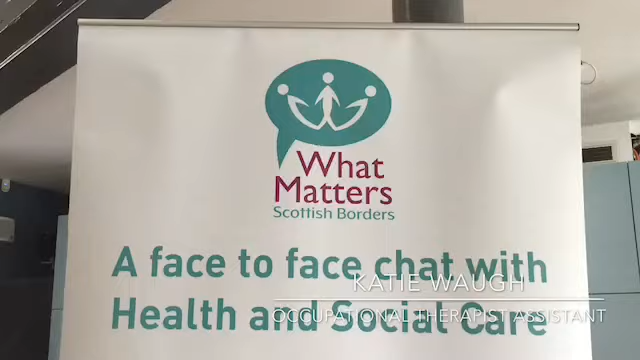 What
Matters
Scottish Borders
A face to face chat with
KATIE WAUGH
Health and Social Care
OCCUPATIONAL THERAPIST ASSISTANT